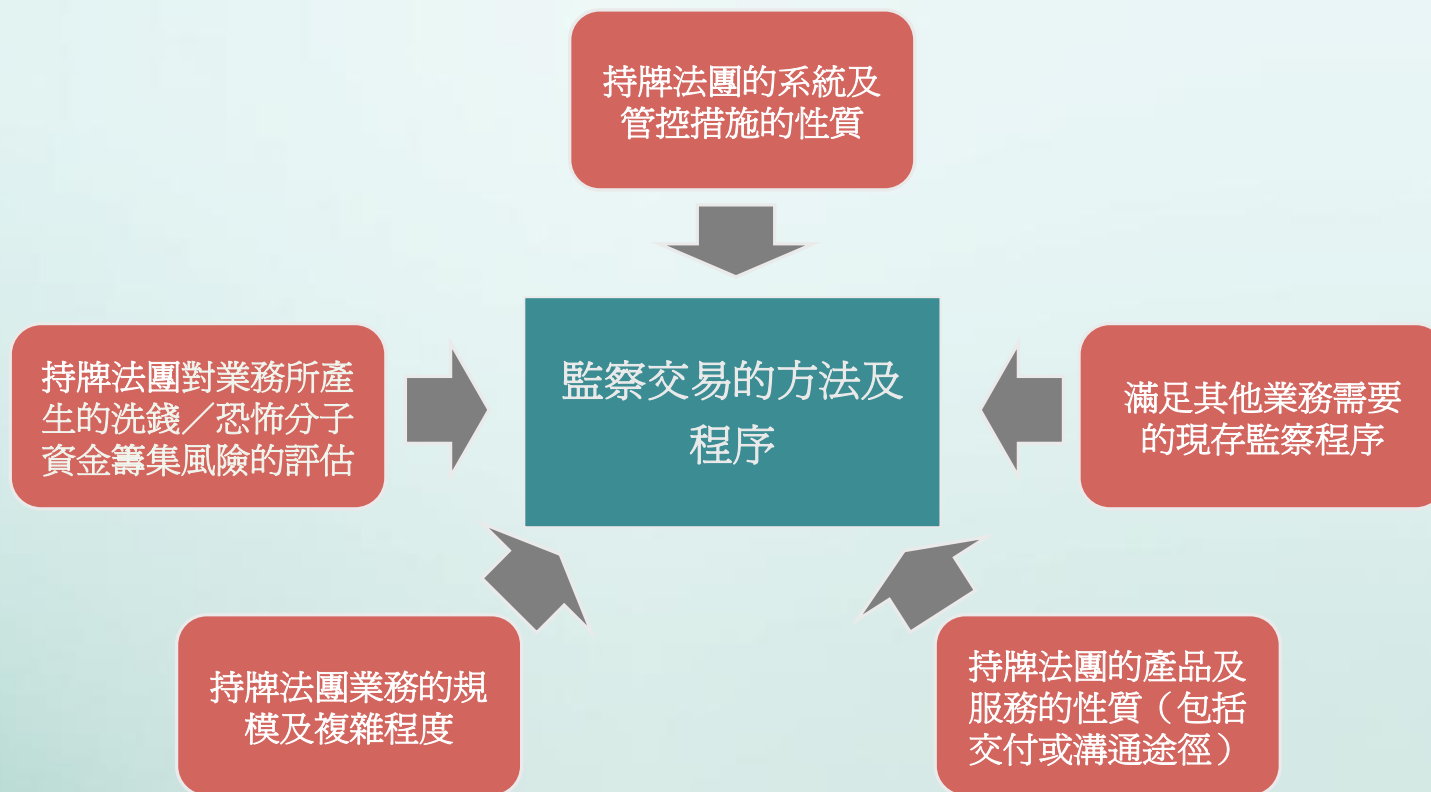 持牌法團的系統及
管控措施的性質
持牌法團對業務所產
生的洗錢／恐怖分子
資金籌集風險的評估
監察交易的方法及
程序
滿足其他業務需要
的現存監察程序
持牌法團業務的規
模及複雜程度
持牌法團的產品及
服務的性質（包括
交付或溝通途徑）